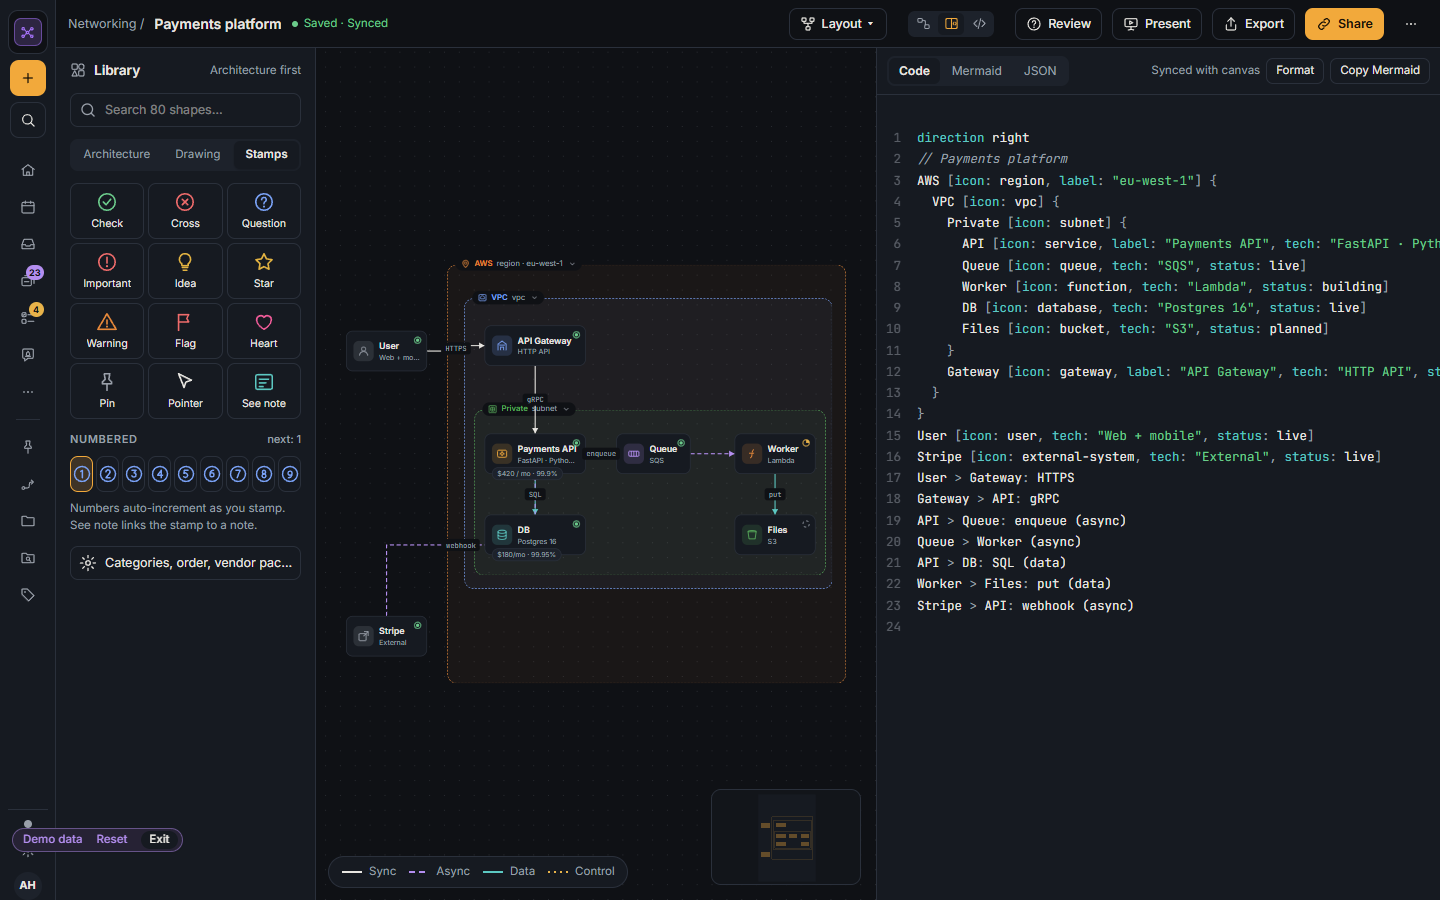 Networking / Payments platform Saved · Synced
Layout
Review
Present
Export
Share
Library
Architecture first
Search 80 shapes...
Architecture
Drawing
Stamps
Check
Cross
Question
Important
Idea
Star
Warning
Flag
Heart
Pin
Pointer
See note
NUMBERED
next: 1
1 2 3 4 5 6 7 8 9
Numbers auto-increment as you stamp.
See note links the stamp to a note.
Categories, order, vendor pac...
23
4
Demo data Reset Exit
AH
AWS region · eu-west-1
VPC vpc
User
Web + mo...
HTTPS
API Gateway
HTTP API
gRPC
Private subnet
Payments API
FastAPI · Pytho...
$420 / mo · 99.9%
enqueue
Queue
SQS
Worker
Lambda
SQL
put
DB
Postgres 16
$180/mo · 99.95%
Files
S3
webhook
Stripe
External
Sync
Async
Data
Control
Code
Mermaid
JSON
Synced with canvas
Format
Copy Mermaid
1 direction right
2 // Payments platform
3 AWS [icon: region, label: "eu-west-1"] {
4 VPC [icon: vpc] {
5 Private [icon: subnet] {
6 API [icon: service, label: "Payments API", tech: "FastAPI · Pyth
7 Queue [icon: queue, tech: "SQS", status: live]
8 Worker [icon: function, tech: "Lambda", status: building]
9 DB [icon: database, tech: "Postgres 16", status: live]
10 Files [icon: bucket, tech: "S3", status: planned]
11 }
12 Gateway [icon: gateway, label: "API Gateway", tech: "HTTP API", st
13 }
14 }
15 User [icon: user, tech: "Web + mobile", status: live]
16 Stripe [icon: external-system, tech: "External", status: live]
17 User > Gateway: HTTPS
18 Gateway > API: gRPC
19 API > Queue: enqueue (async)
20 Queue > Worker (async)
21 API > DB: SQL (data)
22 Worker > Files: put (data)
23 Stripe > API: webhook (async)
24